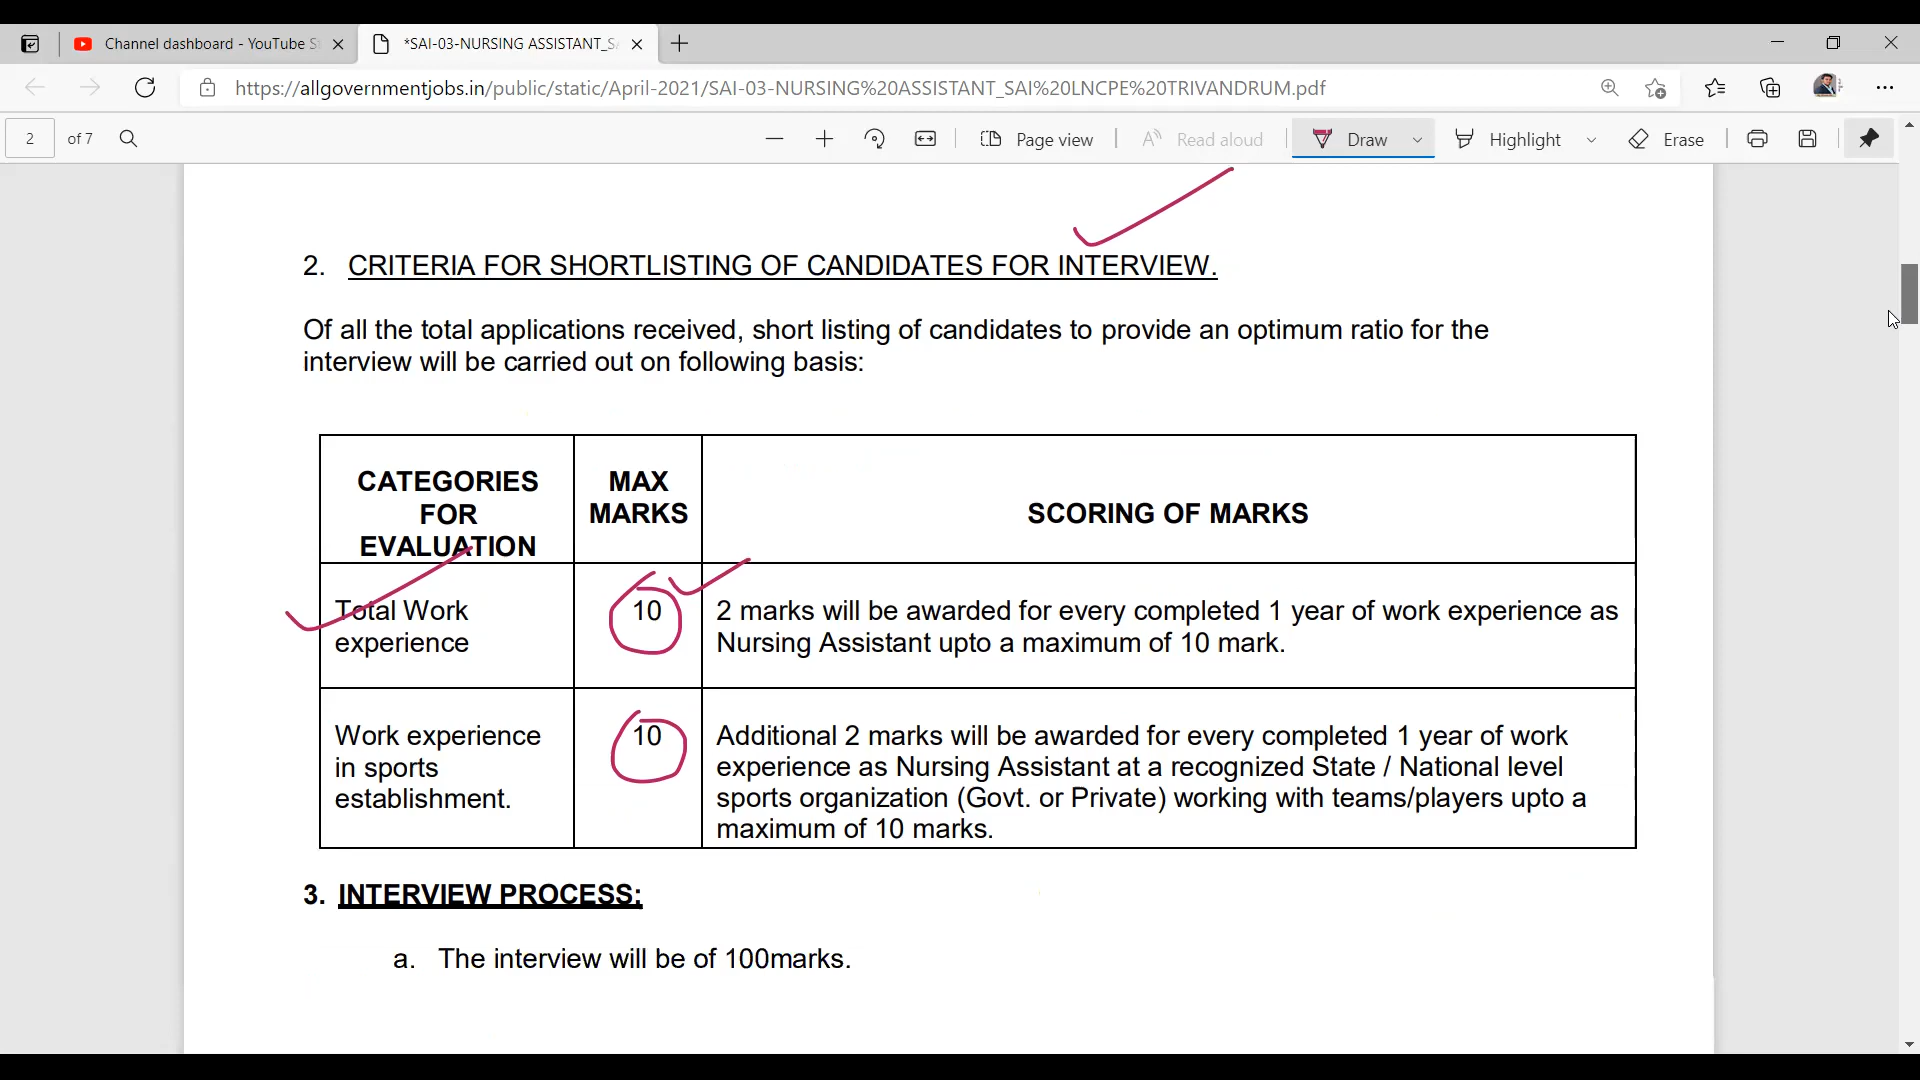 Channel dashboard - YouTube S
*SAI-03-NURSING ASSISTANT_SA
https://allgovernmentjobs.in/public/static/April-2021/SAI-03-NURSING%20ASSISTANT_SAI%20LNCPE%20TRIVANDRUM.pdf
2 of 7
Page view
Read aloud
Draw
Highlight
Erase
2. CRITERIA FOR SHORTLISTING OF CANDIDATES FOR INTERVIEW.
Of all the total applications received, short listing of candidates to provide an optimum ratio for the
interview will be carried out on following basis:
CATEGORIES
FOR
EVALUATION
MAX
MARKS
SCORING OF MARKS
Total Work
experience
10
2 marks will be awarded for every completed 1 year of work experience as
Nursing Assistant upto a maximum of 10 mark.
Work experience
in sports
establishment.
10
Additional 2 marks will be awarded for every completed 1 year of work
experience as Nursing Assistant at a recognized State / National level
sports organization (Govt. or Private) working with teams/players upto a
maximum of 10 marks.
3. INTERVIEW PROCESS:
a. The interview will be of 100marks.